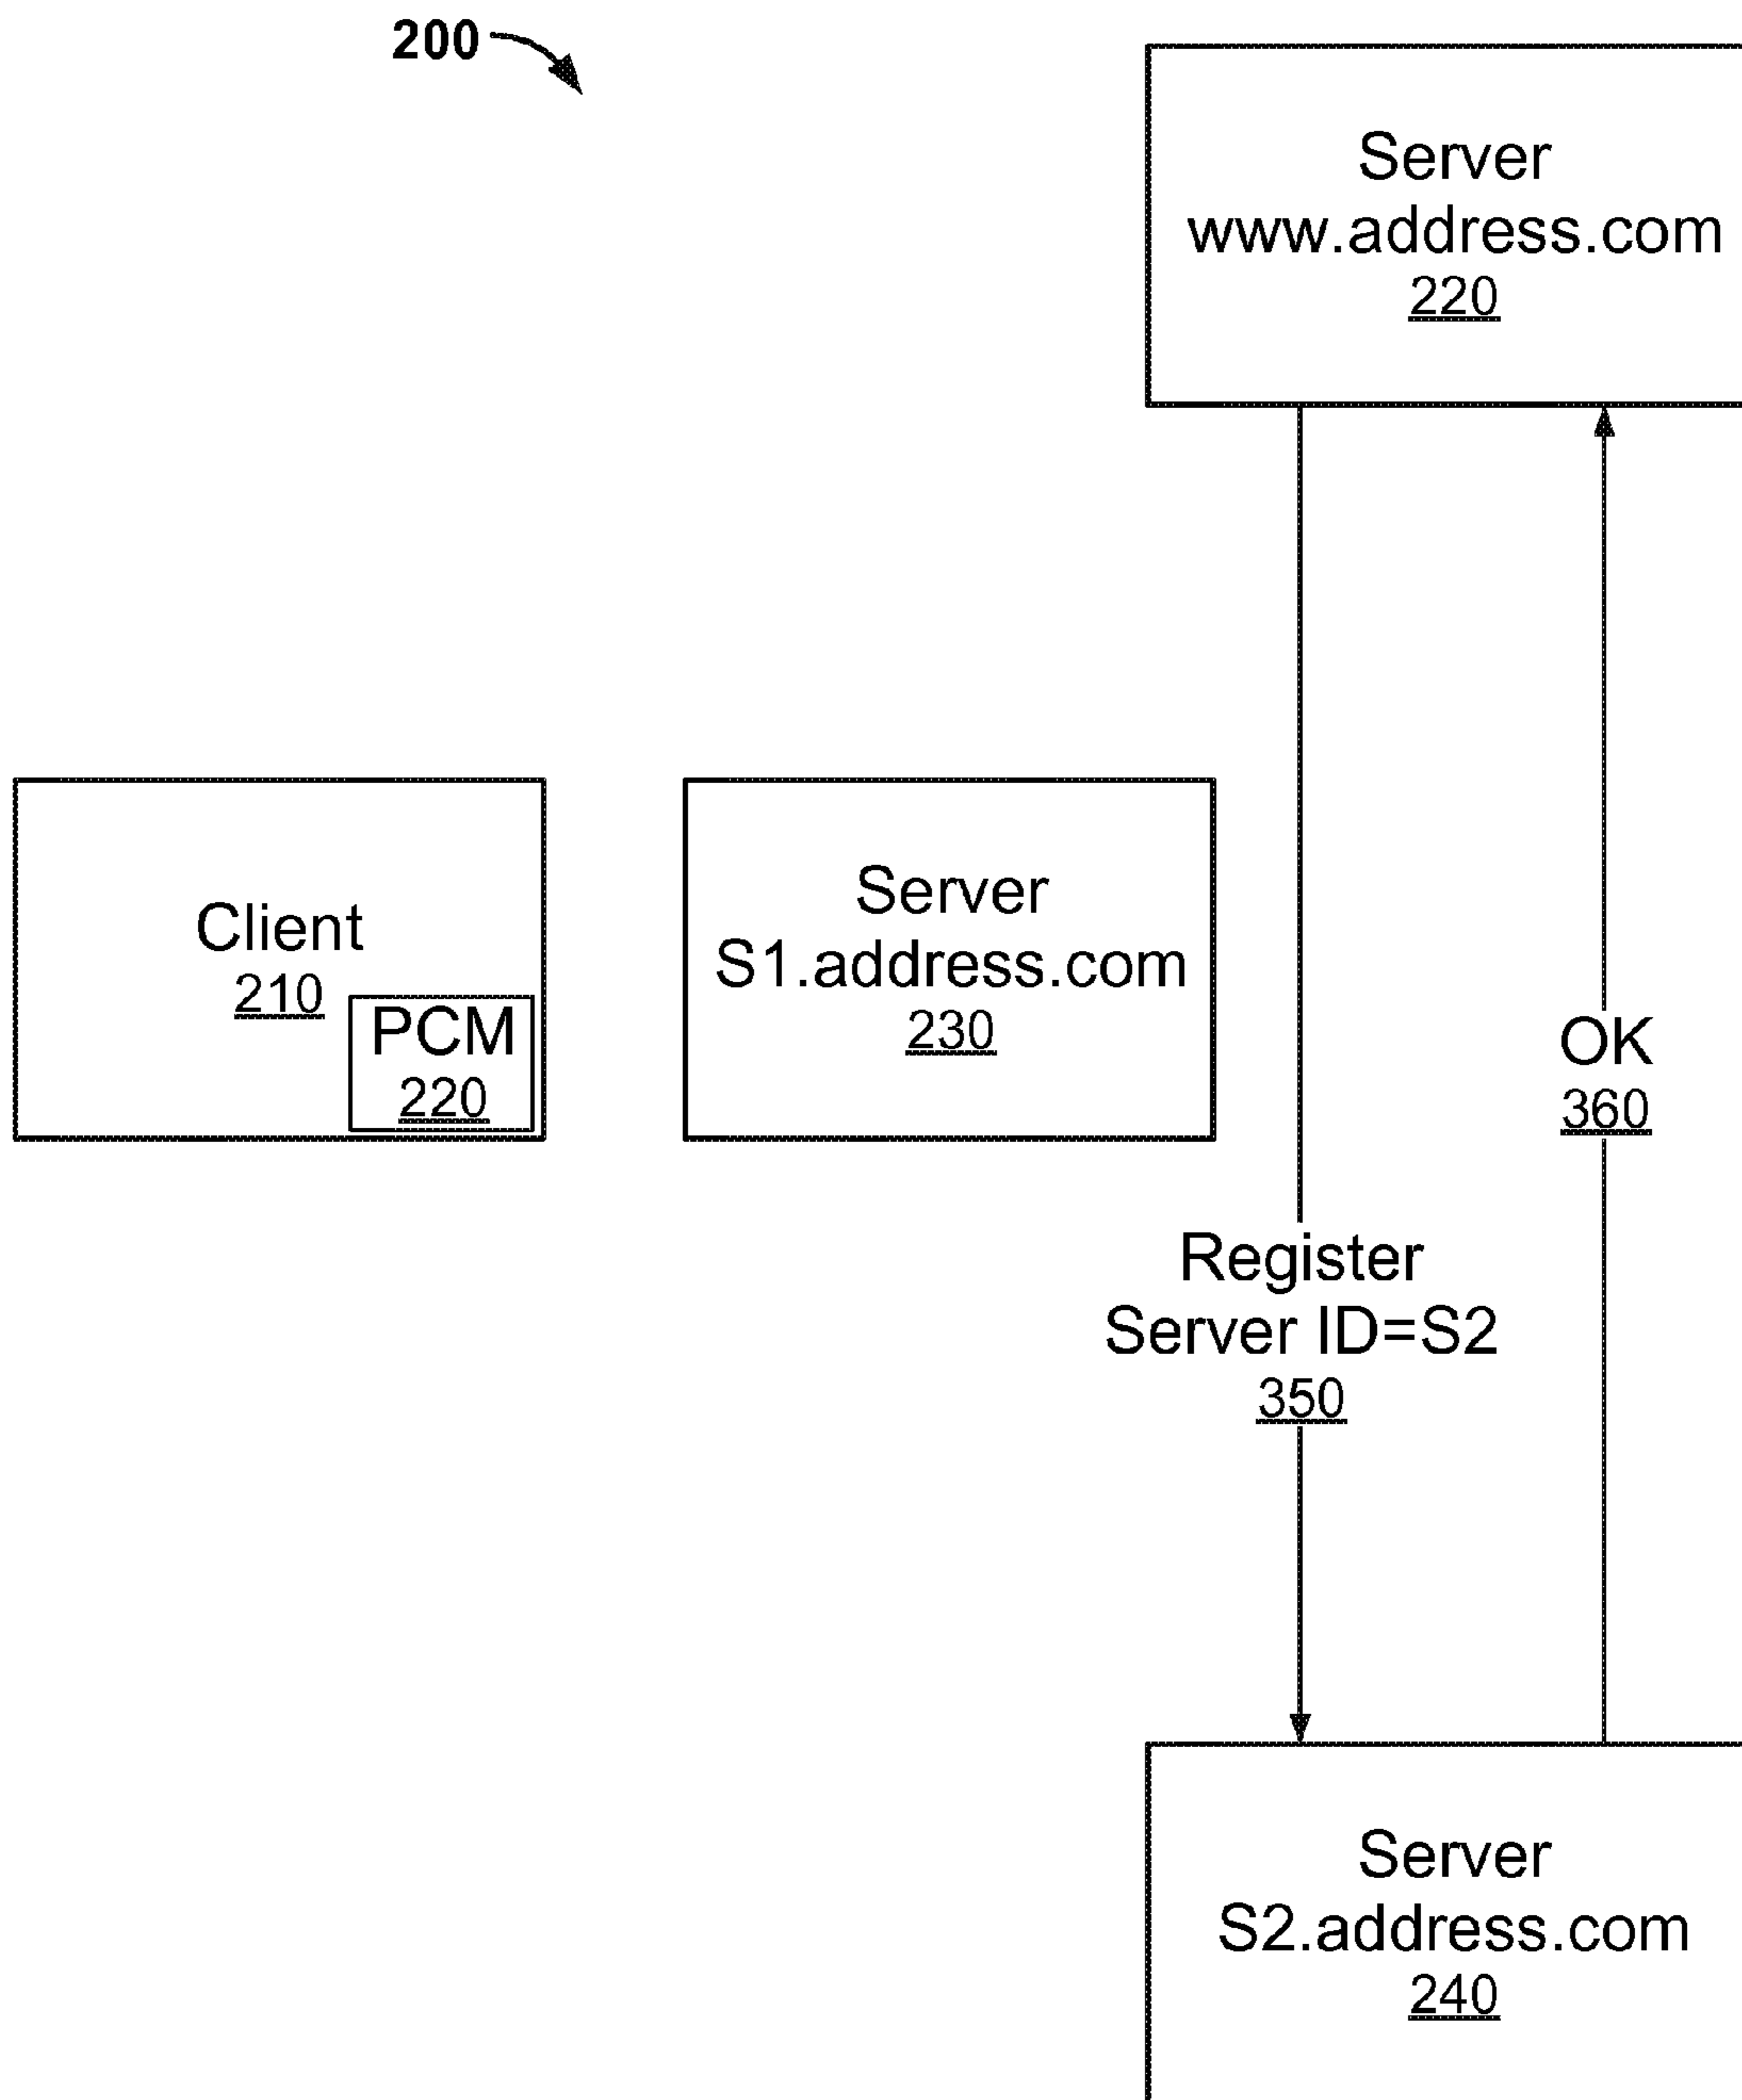 200
Server
www.address.com
220
Client
210
PCM
220
Server
S1.address.com
230
OK
360
Register
Server ID=S2
350
Server
S2.address.com
240